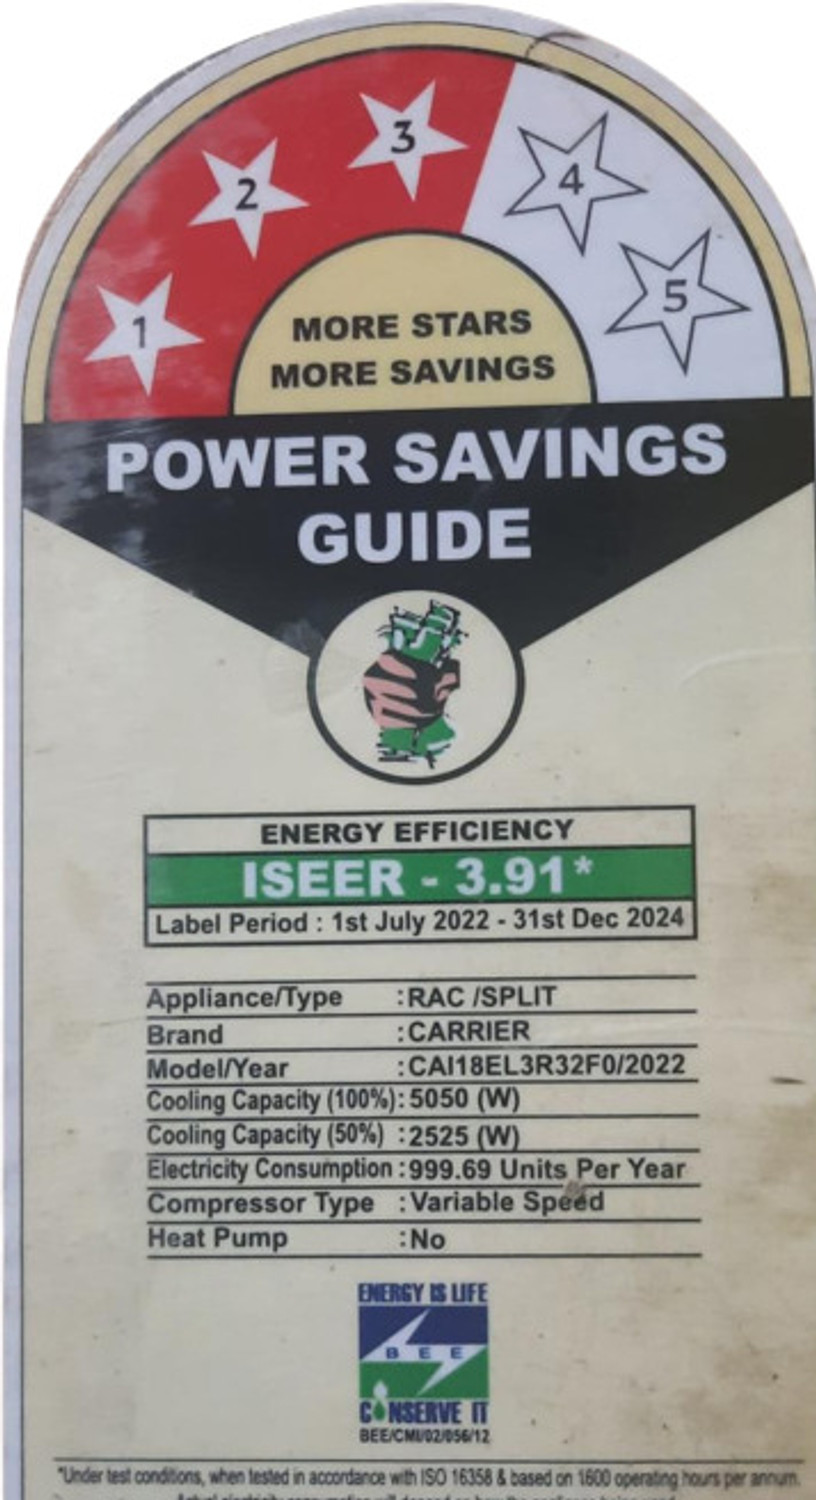 1
2
3
4
5
MORE STARS
MORE SAVINGS
POWER SAVINGS
GUIDE
ENERGY EFFICIENCY
ISEER - 3.91*
Label Period : 1st July 2022 - 31st Dec 2024
Appliance/Type : RAC /SPLIT
Brand : CARRIER
Model/Year : CAI18EL3R32F0/2022
Cooling Capacity (100%) : 5050 (W)
Cooling Capacity (50%) : 2525 (W)
Electricity Consumption : 999.69 Units Per Year
Compressor Type : Variable Speed
Heat Pump : No
ENERGY IS LIFE
BEE
CONSERVE IT
BEE/CMI/02/056/12
*Under test conditions, when tested in accordance with ISO 16358 & based on 1600 operating hours per annum.